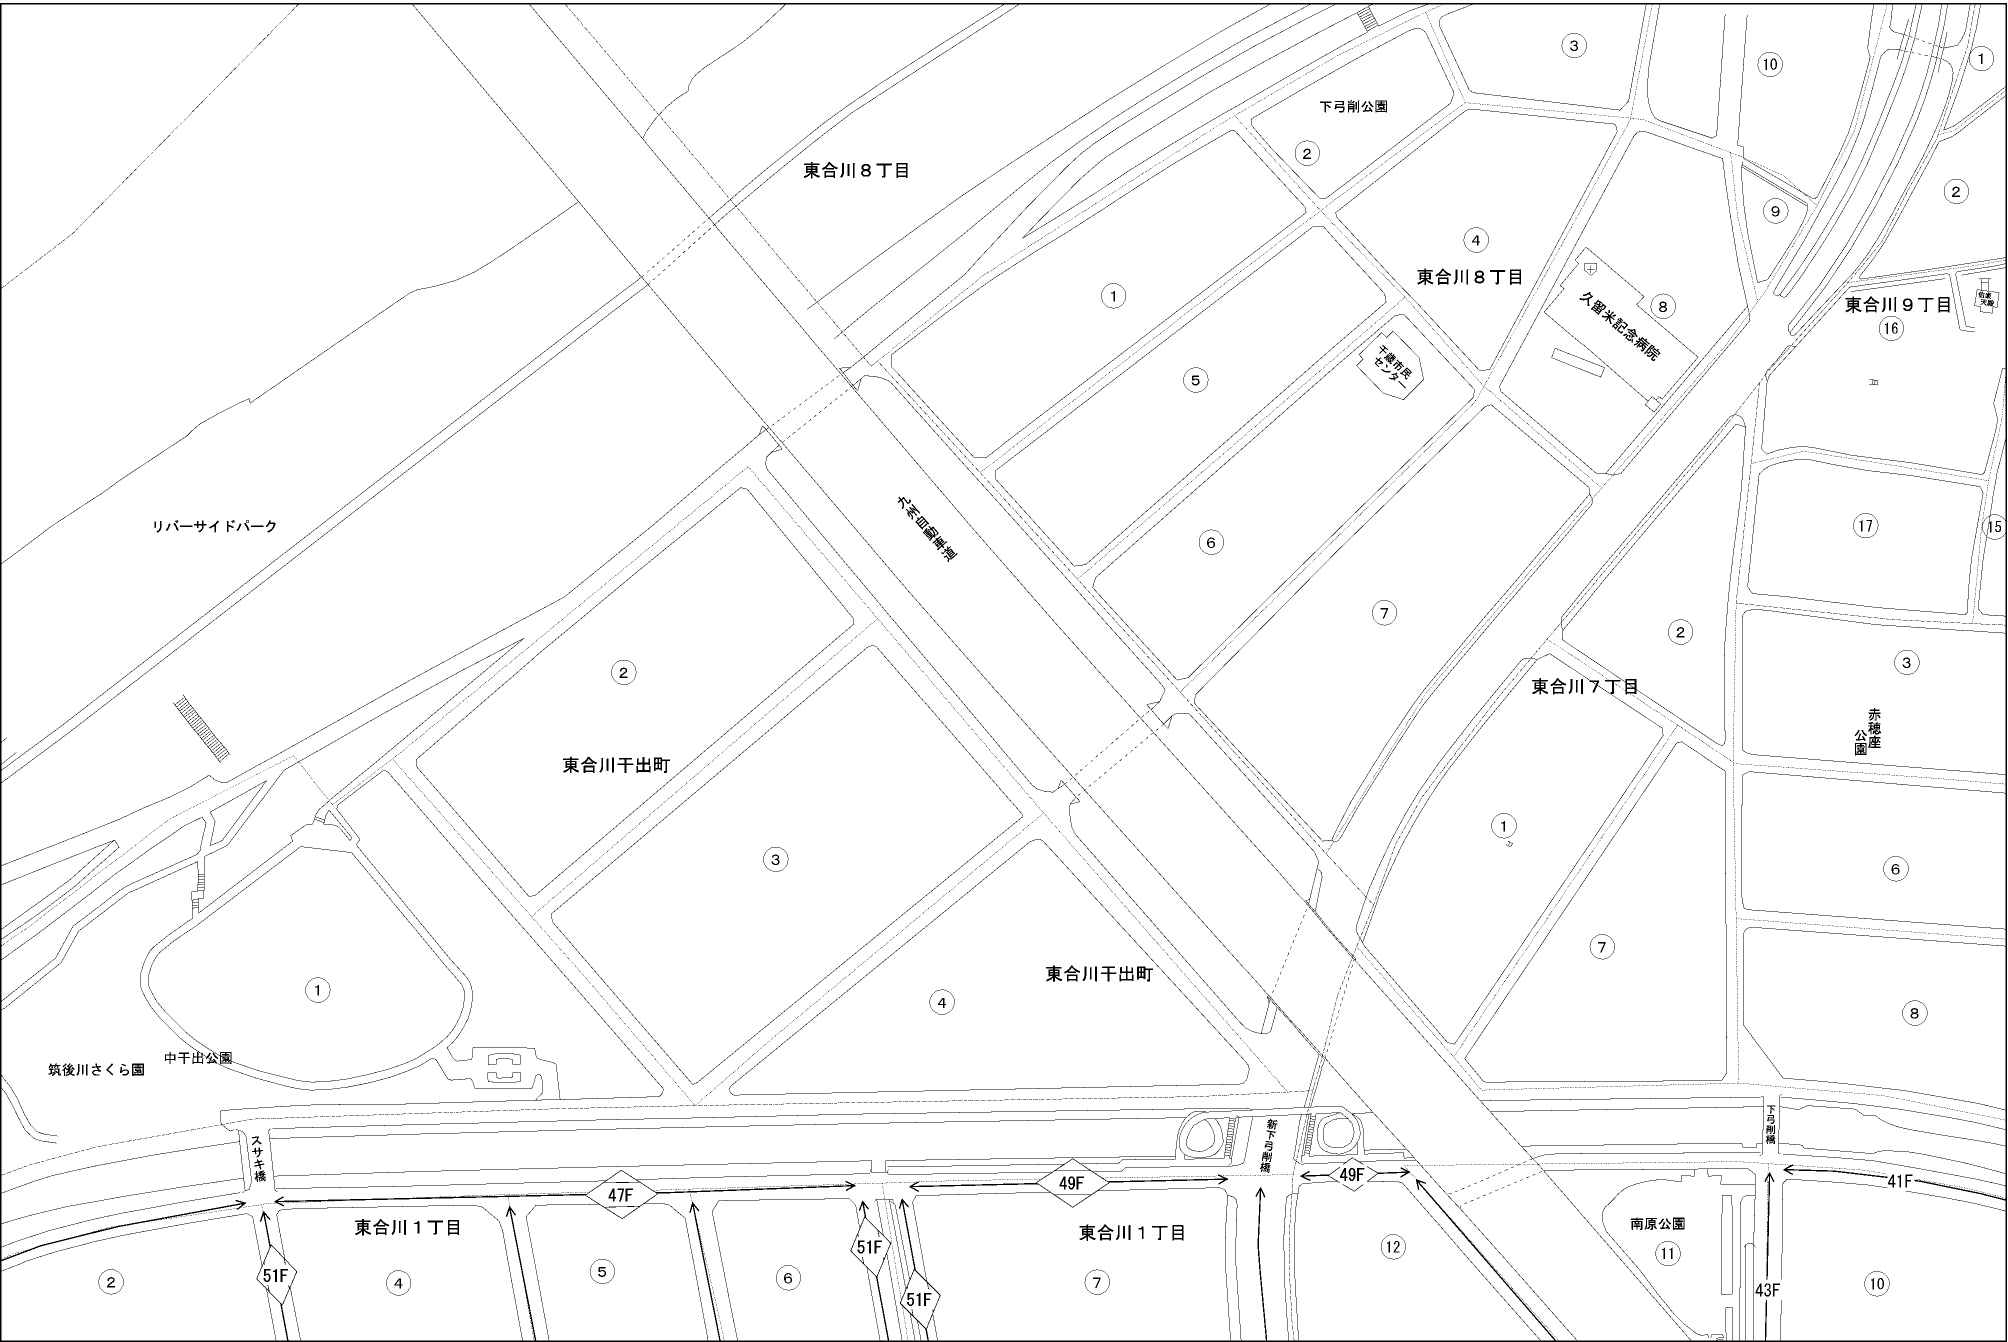 ③
⑩
①
下弓削公園
②
東合川８丁目
②
⑨
④
東合川８丁目
①
⑧
久留米記念病院
東合川９丁目
⑯
千歳市民
センター
⑤
九州自動車道
リバーサイドパーク
⑰
⑮
⑥
⑦
②
③
②
東合川７丁目
赤穂座
公園
東合川干出町
①
③
⑥
⑦
東合川干出町
①
④
⑧
中干出公園
筑後川さくら園
スサキ橋
新下弓削橋
下弓削橋
47F
49F
49F
41F
東合川１丁目
東合川１丁目
南原公園
51F
51F
⑫
⑪
②
④
⑤
⑥
⑦
⑩
51F
43F